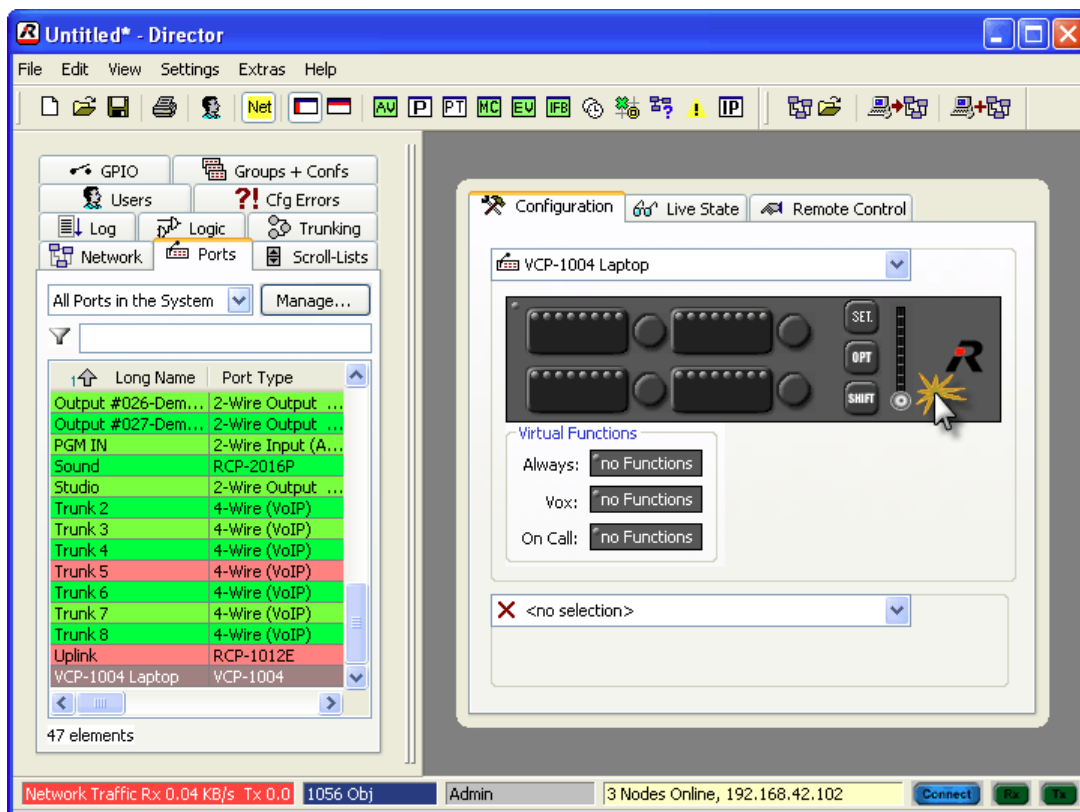 Untitled* - Director
File Edit View Settings Extras Help
Net AV P PT MC EV IFB IP
GPIO Groups + Confs
Users Cfg Errors
Log Logic Trunking
Network Ports Scroll-Lists
All Ports in the System Manage...
1 Long Name Port Type
Output #026-Dem... 2-Wire Output ...
Output #027-Dem... 2-Wire Output ...
PGM IN 2-Wire Input (A...
Sound RCP-2016P
Studio 2-Wire Output ...
Trunk 2 4-Wire (VoIP)
Trunk 3 4-Wire (VoIP)
Trunk 4 4-Wire (VoIP)
Trunk 5 4-Wire (VoIP)
Trunk 6 4-Wire (VoIP)
Trunk 7 4-Wire (VoIP)
Trunk 8 4-Wire (VoIP)
Uplink RCP-1012E
VCP-1004 Laptop VCP-1004
47 elements
Configuration Live State Remote Control
VCP-1004 Laptop
SET.
OPT
SHIFT
R
Virtual Functions
Always: no Functions
Vox: no Functions
On Call: no Functions
<no selection>
Network Traffic Rx 0.04 KB/s Tx 0.0 1056 Obj Admin 3 Nodes Online, 192.168.42.102 Connect Rx Tx